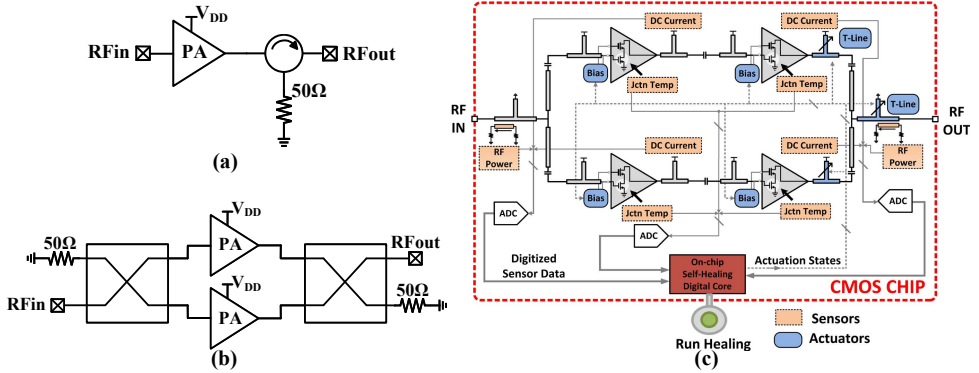 VDD
RFin
PA
RFout
50Ω
(a)
50Ω
VDD
PA
RFout
RFin
VDD
PA
50Ω
(b)
DC Current
DC Current
T-Line
Bias
Bias
Jctn Temp
Jctn Temp
T-Line
RF
IN
RF
OUT
RF
Power
RF
Power
DC Current
DC Current
Bias
Bias
Jctn Temp
Jctn Temp
ADC
ADC
ADC
Digitized
Sensor Data
On-chip
Self-Healing
Digital Core
Actuation States
CMOS CHIP
Run Healing
Sensors
Actuators
(c)